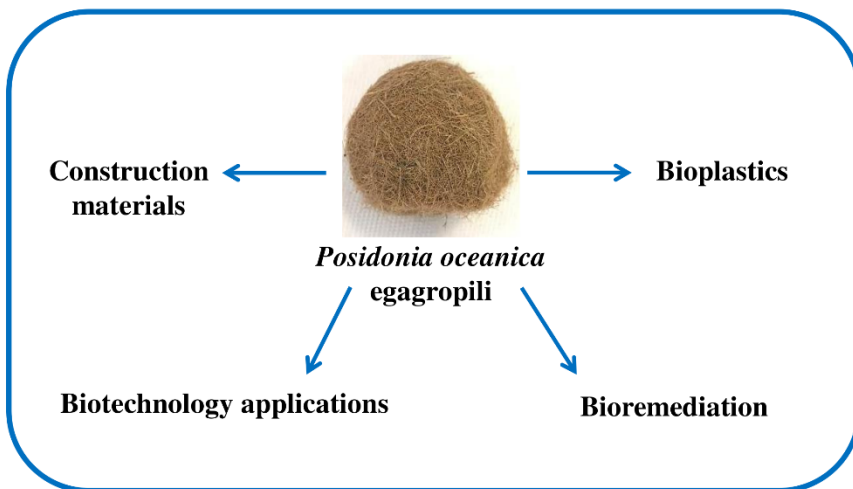 Construction
materials
Bioplastics
Posidonia oceanica
egagropili
Biotechnology applications
Bioremediation